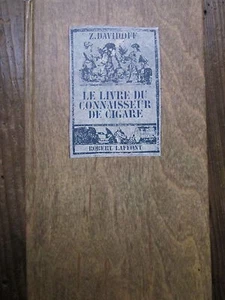 Z. DAVIDOFF
LE LIVRE DU
CONNAISSEUR
DE CIGARE
ROBERT LAFFONT